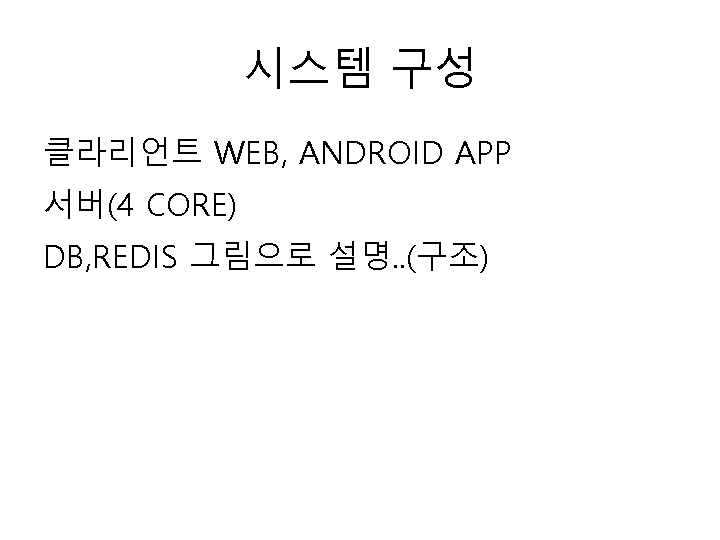 시스템 구성
클라리언트 WEB, ANDROID APP
서버(4 CORE)
DB,REDIS 그림으로 설명..(구조)